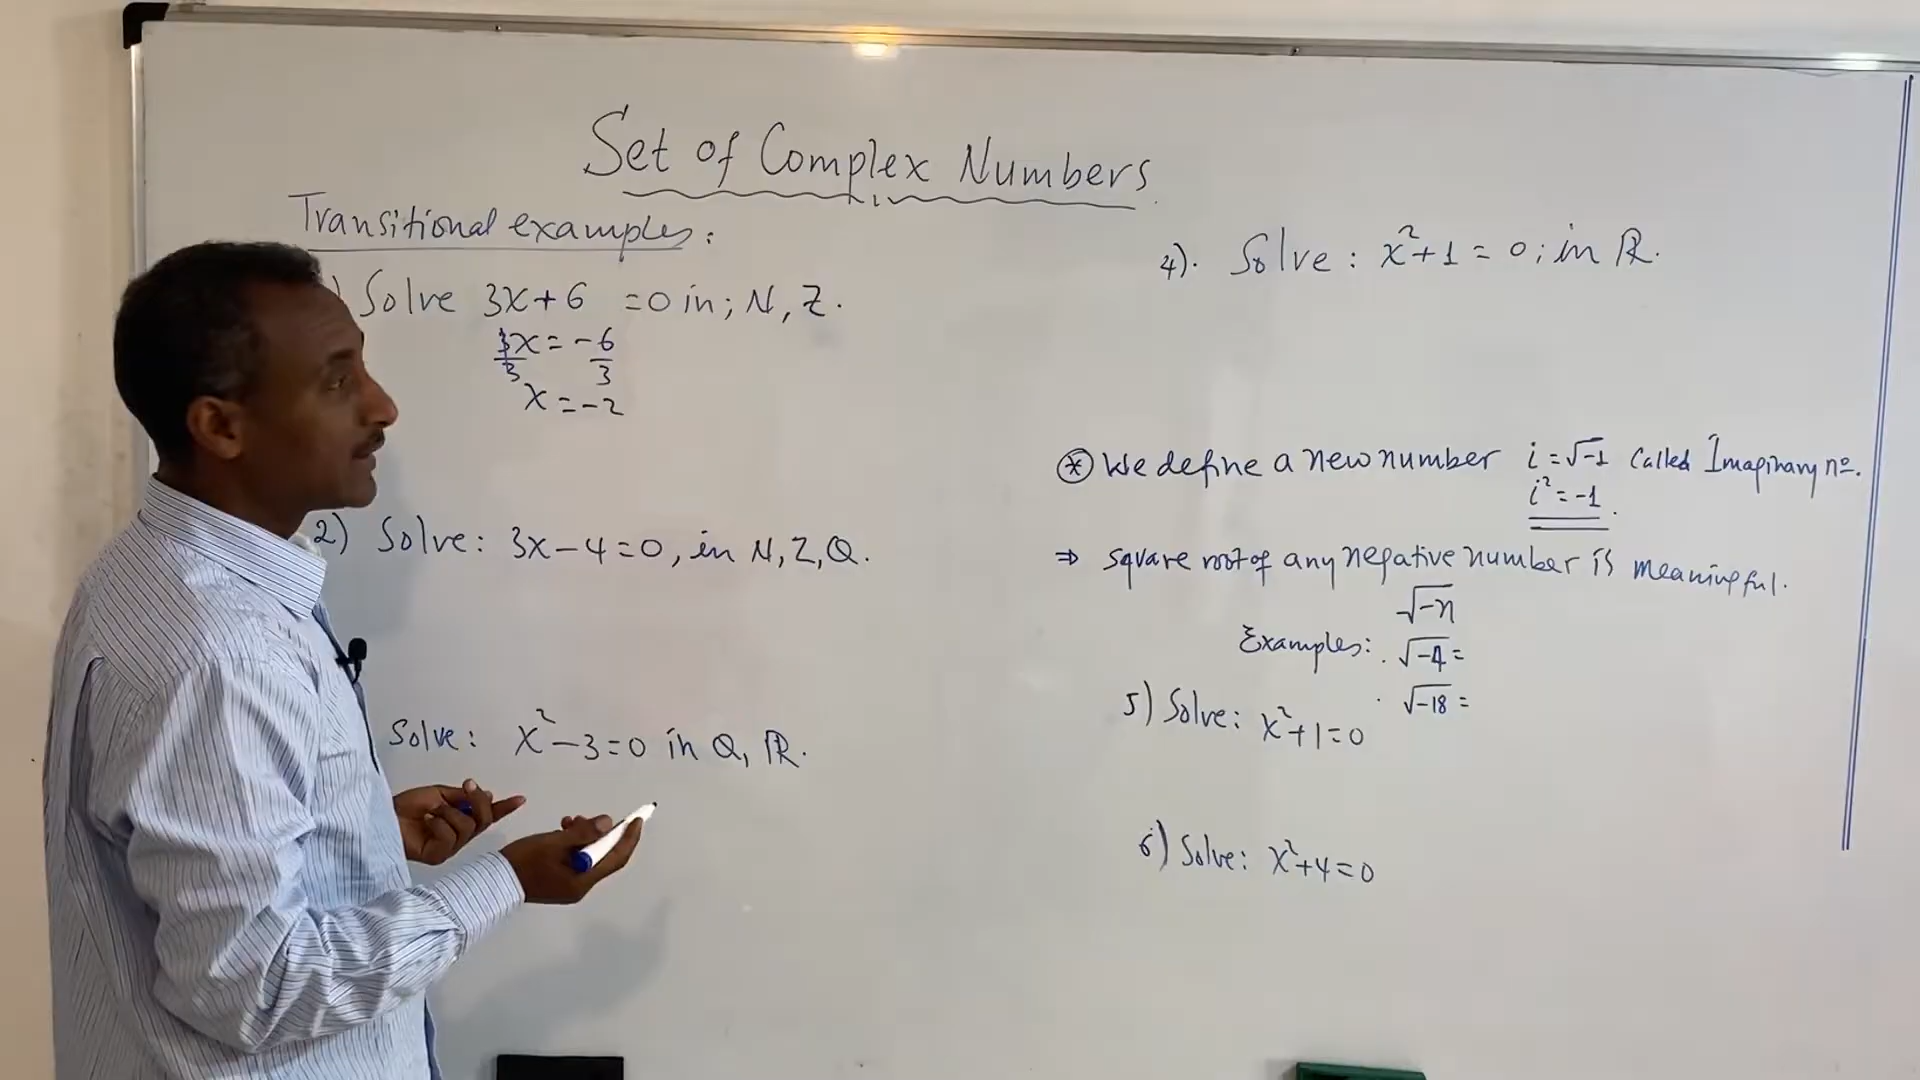 Set of Complex Numbers
Transitional examples:
) Solve 3x+6 =0 in; N, Z.
3x = -6
3 3
x = -2
2) Solve: 3x-4=0, in N, Z, Q.
Solve: x²-3=0 in Q, ℝ.
4). Solve: x²+1=0; in ℝ.
⊛ We define a new number i = √-1 called Imaginary no.
i² = -1
⇒ square root of any negative number is meaningful.
√-n
Examples: . √-4 =
. √-18 =
5) Solve: x²+1=0
6) Solve: x²+4=0